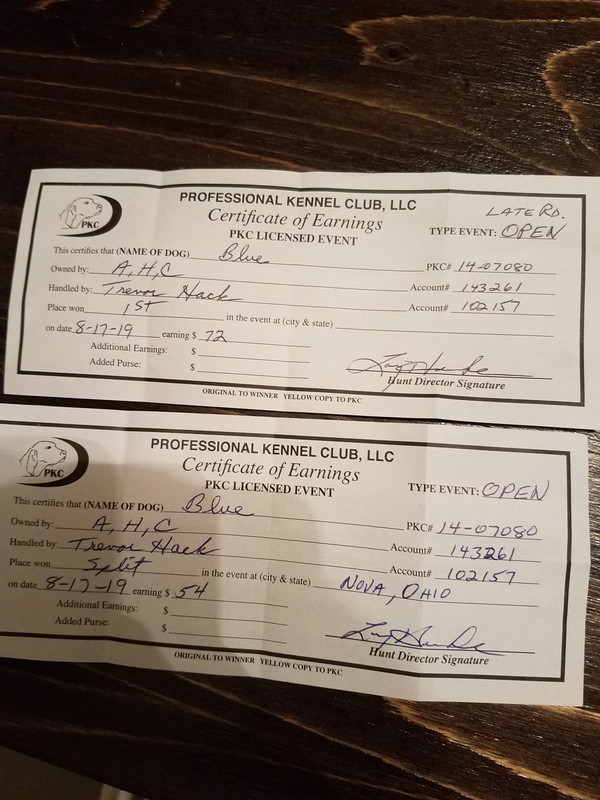 PKC
PROFESSIONAL KENNEL CLUB, LLC
Certificate of Earnings
PKC LICENSED EVENT
LATE RD.
TYPE EVENT: OPEN
This certifies that (NAME OF DOG) Blue
PKC# 14-07080
Owned by: A, H, C
Account# 143261
Handled by: Trevor Hack
Account# 102157
Place won 1ST in the event at (city & state)
on date 8-17-19 earning $ 72
Additional Earnings: $
Added Purse: $
Hunt Director Signature
ORIGINAL TO WINNER YELLOW COPY TO PKC
PKC
PROFESSIONAL KENNEL CLUB, LLC
Certificate of Earnings
PKC LICENSED EVENT
TYPE EVENT: OPEN
This certifies that (NAME OF DOG) Blue
PKC# 14-07080
Owned by: A, H, C
Account# 143261
Handled by: Trevor Hack
Account# 102157
Place won Split in the event at (city & state) NOVA, OHIO
on date 8-17-19 earning $ 54
Additional Earnings: $
Added Purse: $
Hunt Director Signature
ORIGINAL TO WINNER YELLOW COPY TO PKC